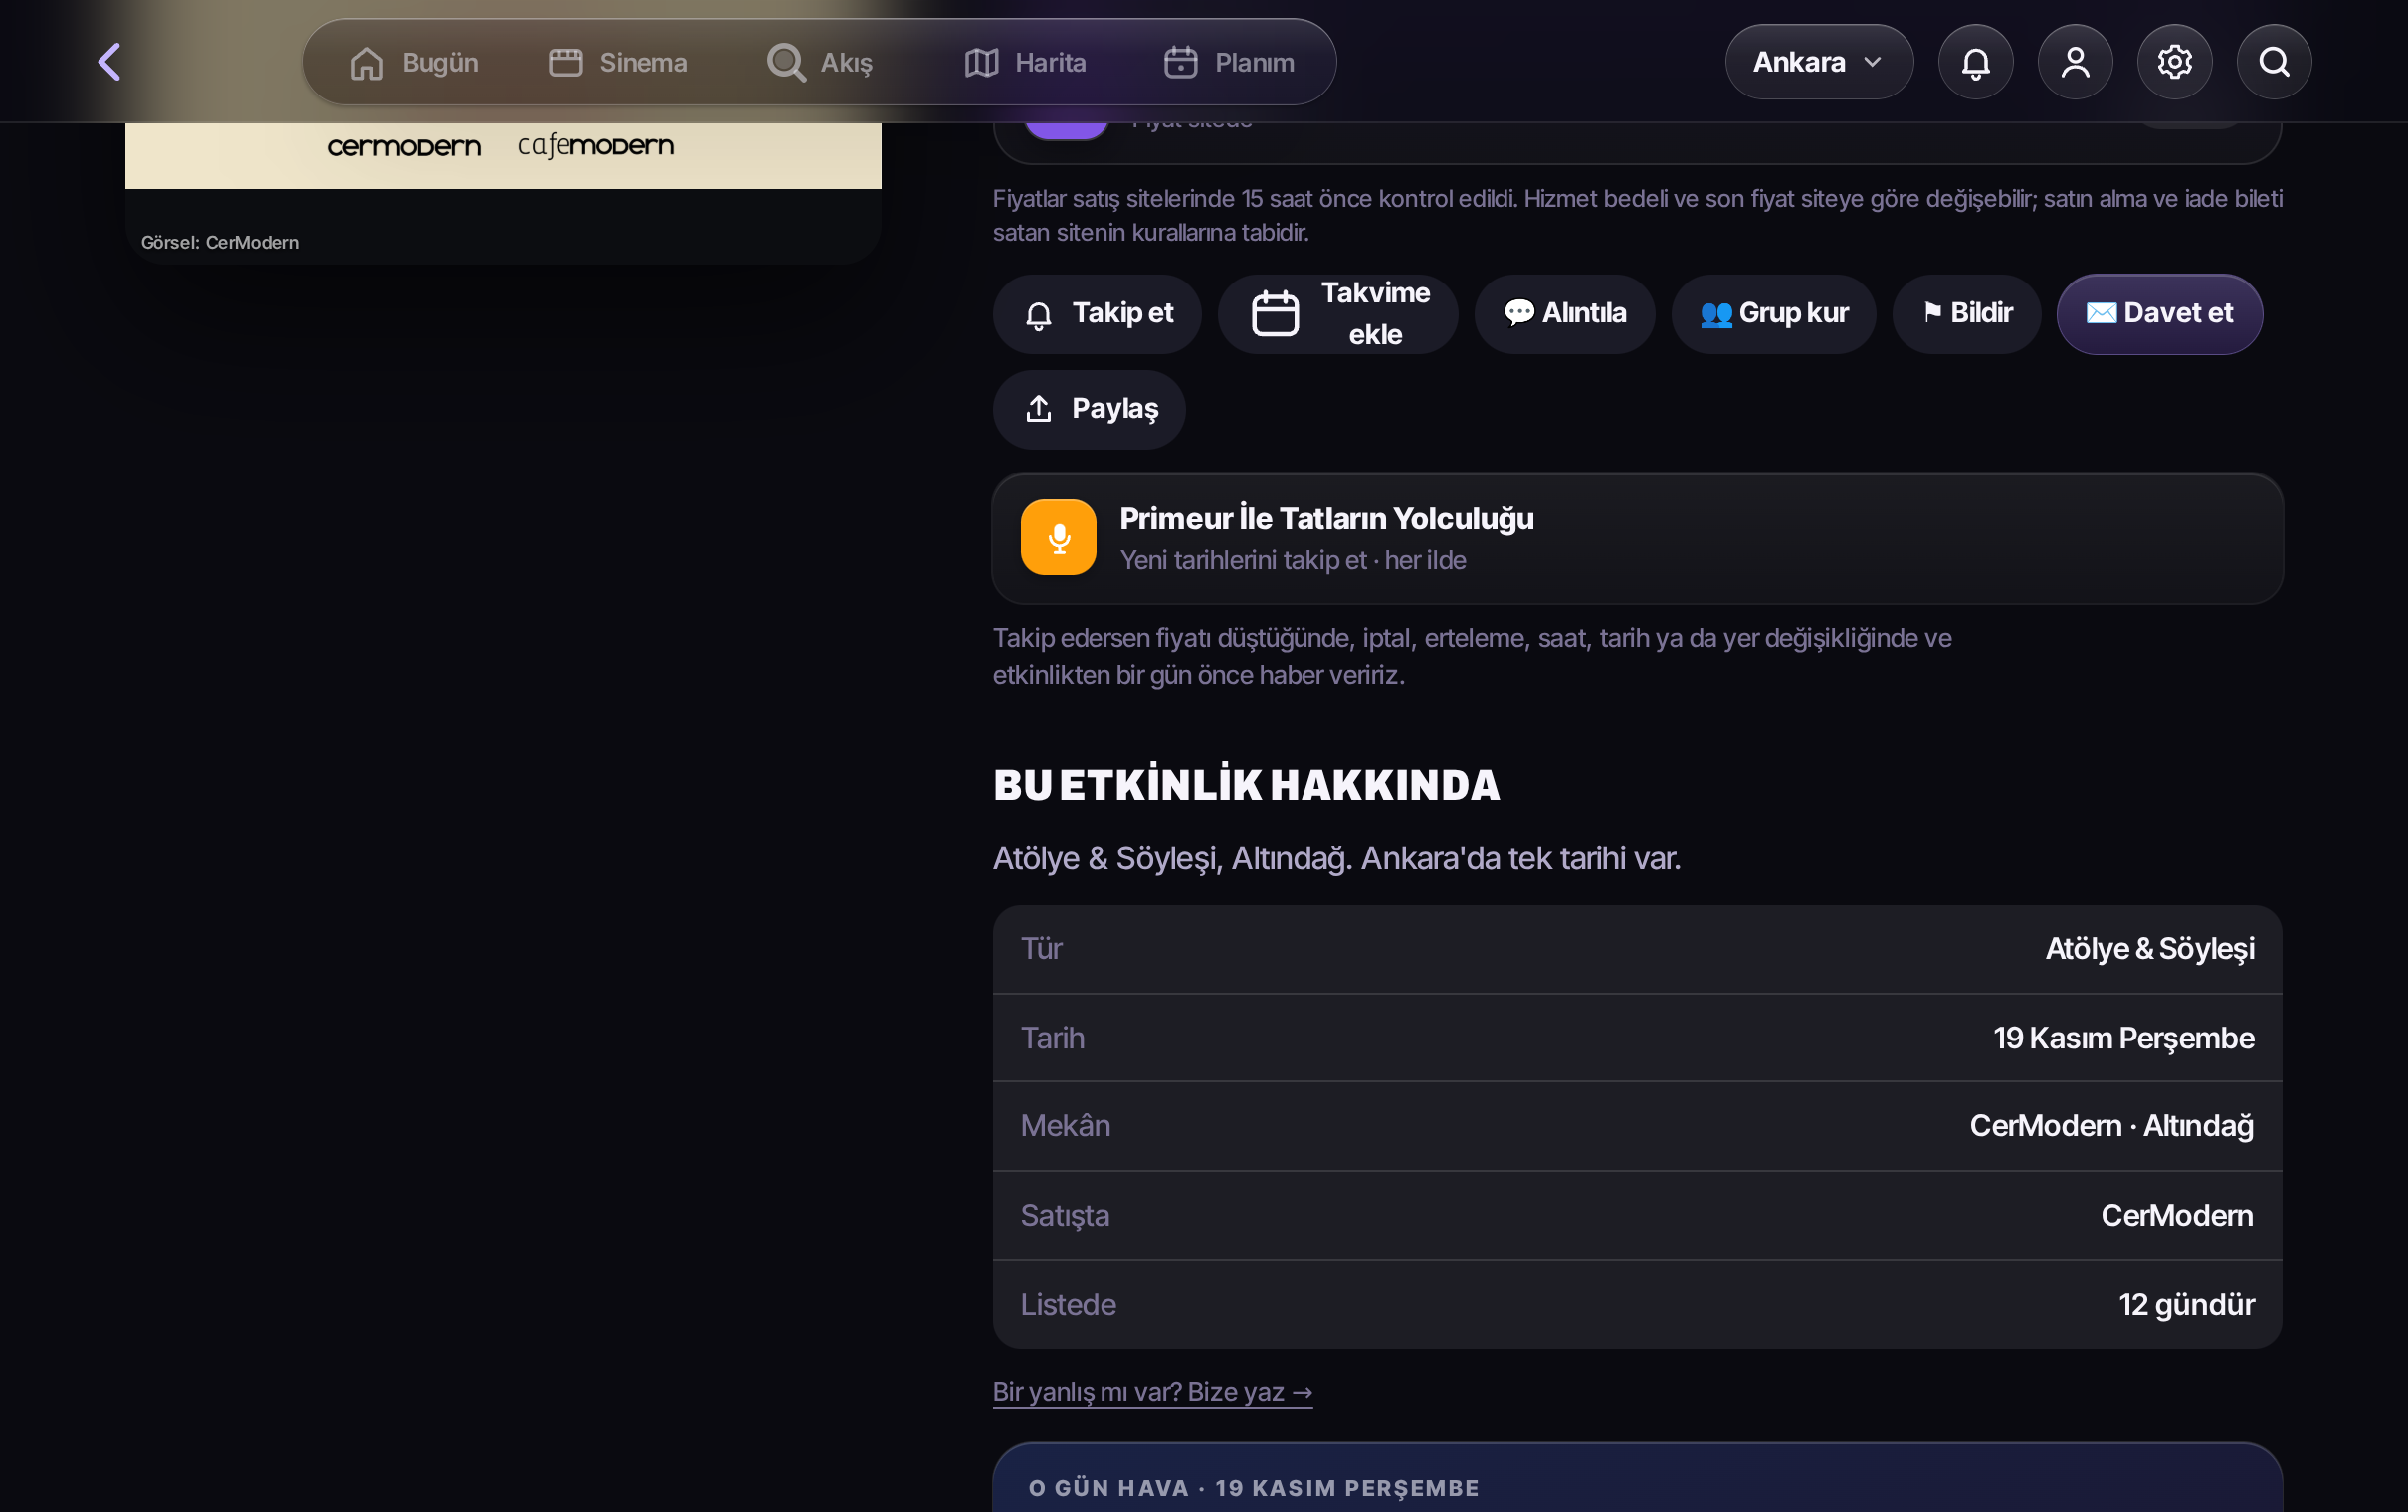 Bugün
Sinema
Akış
Harita
Planım
Ankara
cermodern cafemodern
Görsel: CerModern
Fiyat sitede
Fiyatlar satış sitelerinde 15 saat önce kontrol edildi. Hizmet bedeli ve son fiyat siteye göre değişebilir; satın alma ve iade bileti
satan sitenin kurallarına tabidir.
Takip et
Takvime
ekle
Alıntıla
Grup kur
Bildir
Davet et
Paylaş
Primeur İle Tatların Yolculuğu
Yeni tarihlerini takip et · her ilde
Takip edersen fiyatı düştüğünde, iptal, erteleme, saat, tarih ya da yer değişikliğinde ve
etkinlikten bir gün önce haber veririz.
BU ETKİNLİK HAKKINDA
Atölye & Söyleşi, Altındağ. Ankara'da tek tarihi var.
Tür Atölye & Söyleşi
Tarih 19 Kasım Perşembe
Mekân CerModern · Altındağ
Satışta CerModern
Listede 12 gündür
Bir yanlış mı var? Bize yaz →
O GÜN HAVA · 19 KASIM PERŞEMBE